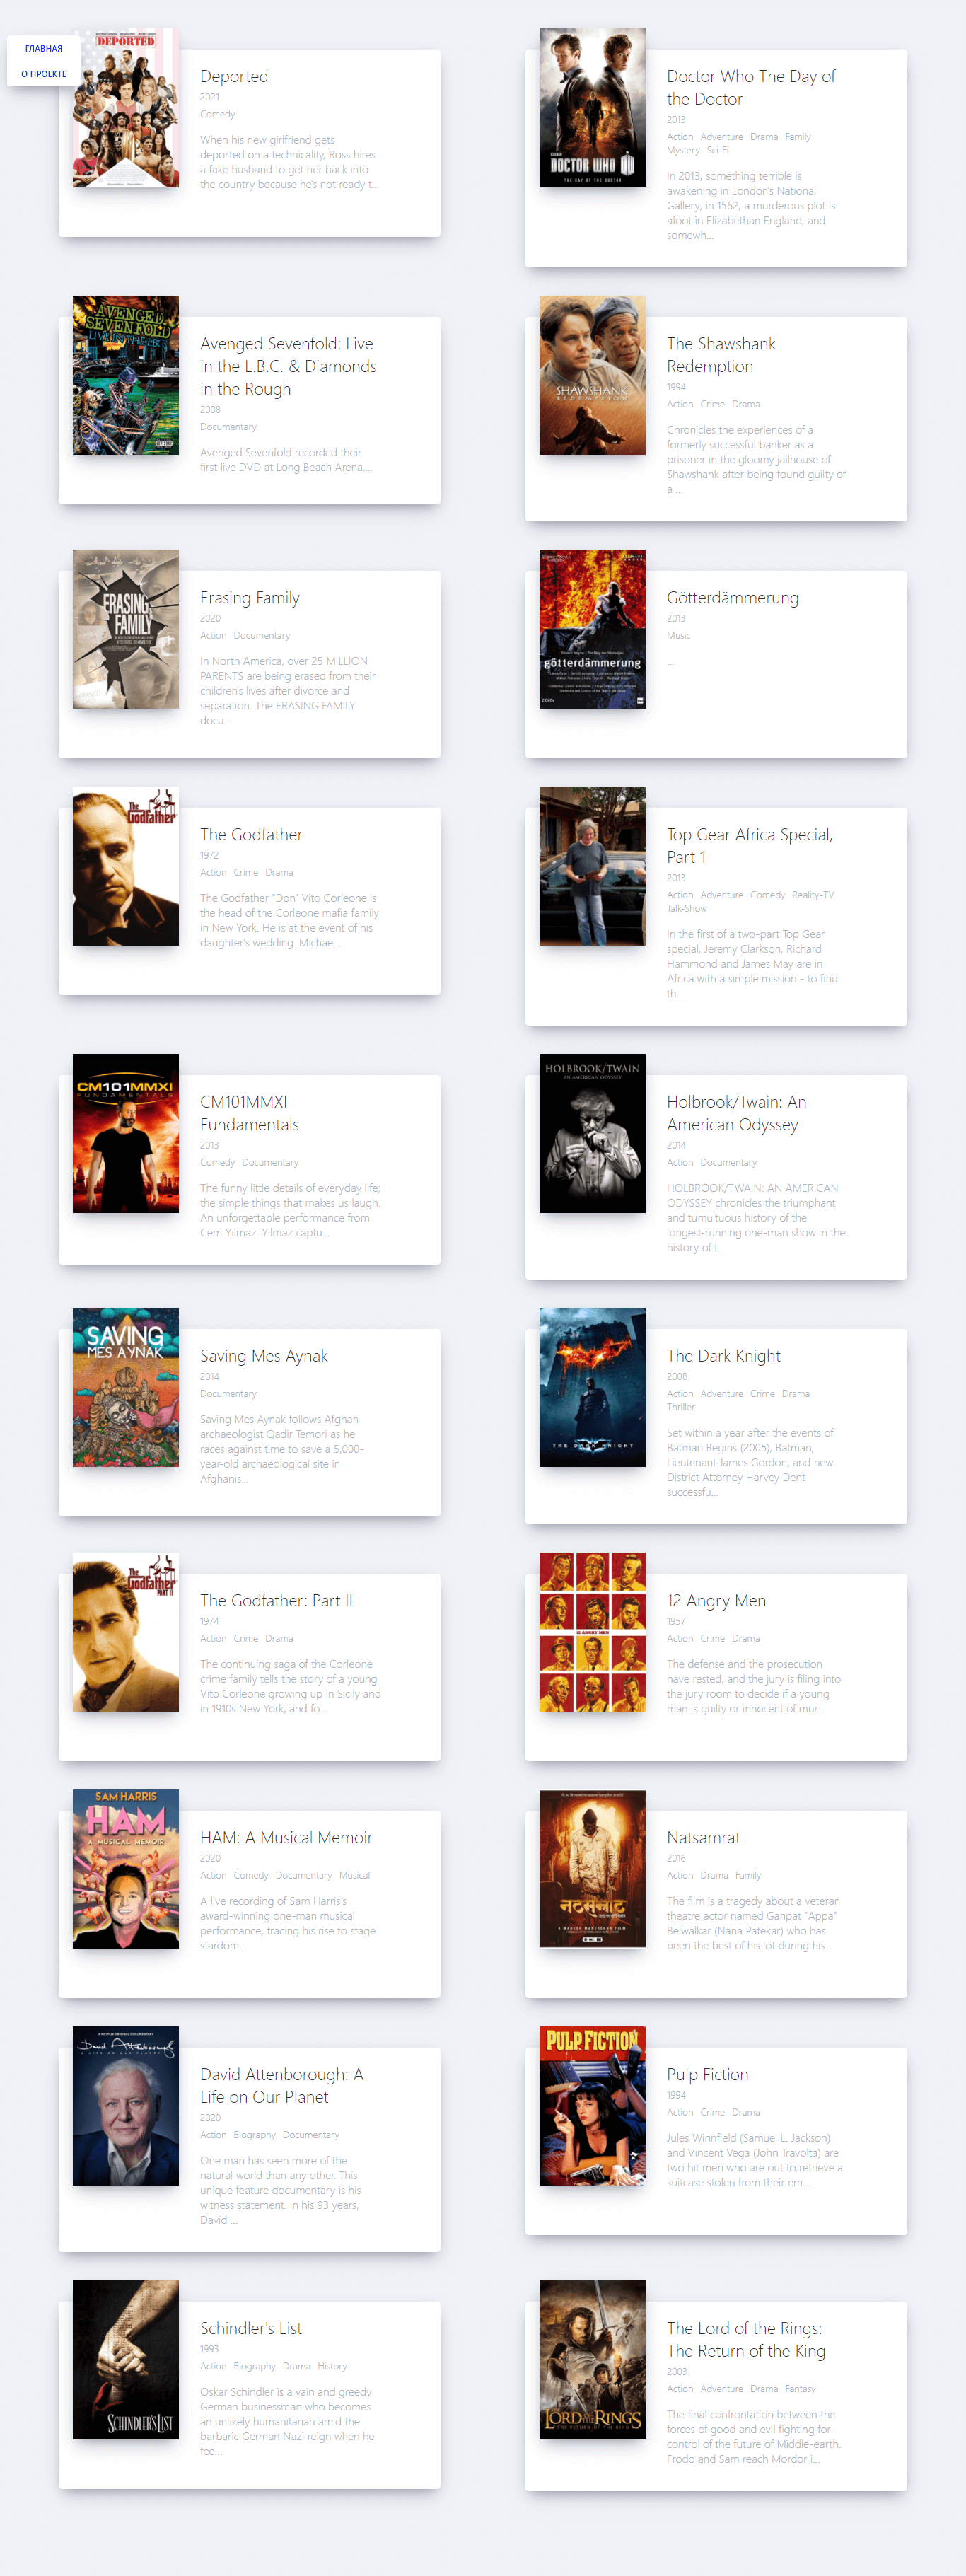 ГЛАВНАЯ
О ПРОЕКТЕ
DEPORTED
Deported
2021
Comedy
When his new girlfriend gets
deported on a technicality, Ross hires
a fake husband to get her back into
the country because he's not ready t...
DOCTOR WHO
THE DAY OF THE DOCTOR
Doctor Who The Day of
the Doctor
2013
Action Adventure Drama Family
Mystery Sci-Fi
In 2013, something terrible is
awakening in London's National
Gallery; in 1562, a murderous plot is
afoot in Elizabethan England; and
somewh...
AVENGED
SEVENFOLD
LIVE IN THE LBC
Avenged Sevenfold: Live
in the L.B.C. & Diamonds
in the Rough
2008
Documentary
Avenged Sevenfold recorded their
first live DVD at Long Beach Arena....
SHAWSHANK
REDEMPTION
The Shawshank
Redemption
1994
Action Crime Drama
Chronicles the experiences of a
formerly successful banker as a
prisoner in the gloomy jailhouse of
Shawshank after being found guilty of
a ...
ERASING
FAMILY
Erasing Family
2020
Action Documentary
In North America, over 25 MILLION
PARENTS are being erased from their
children's lives after divorce and
separation. The ERASING FAMILY
docu...
götterdämmerung
Götterdämmerung
2013
Music
...
The
Godfather
The Godfather
1972
Action Crime Drama
The Godfather "Don" Vito Corleone is
the head of the Corleone mafia family
in New York. He is at the event of his
daughter's wedding. Michae...
Top Gear Africa Special,
Part 1
2013
Action Adventure Comedy Reality-TV
Talk-Show
In the first of a two-part Top Gear
special, Jeremy Clarkson, Richard
Hammond and James May are in
Africa with a simple mission - to find
th...
CM101MMXI
FUNDAMENTALS
CM101MMXI
Fundamentals
2013
Comedy Documentary
The funny little details of everyday life;
the simple things that makes us laugh.
An unforgettable performance from
Cem Yilmaz. Yilmaz captu...
HOLBROOK/TWAIN
AN AMERICAN ODYSSEY
Holbrook/Twain: An
American Odyssey
2014
Action Documentary
HOLBROOK/TWAIN: AN AMERICAN
ODYSSEY chronicles the triumphant
and tumultuous history of the
longest-running one-man show in the
history of t...
SAVING
MES AYNAK
Saving Mes Aynak
2014
Documentary
Saving Mes Aynak follows Afghan
archaeologist Qadir Temori as he
races against time to save a 5,000-
year-old archaeological site in
Afghanis...
THE DARK KNIGHT
The Dark Knight
2008
Action Adventure Crime Drama
Thriller
Set within a year after the events of
Batman Begins (2005), Batman,
Lieutenant James Gordon, and new
District Attorney Harvey Dent
successfu...
The
Godfather
PART II
The Godfather: Part II
1974
Action Crime Drama
The continuing saga of the Corleone
crime family tells the story of a young
Vito Corleone growing up in Sicily and
in 1910s New York; and fo...
12 ANGRY MEN
12 Angry Men
1957
Action Crime Drama
The defense and the prosecution
have rested, and the jury is filing into
the jury room to decide if a young
man is guilty or innocent of mur...
SAM HARRIS
HAM
A MUSICAL MEMOIR
HAM: A Musical Memoir
2020
Action Comedy Documentary Musical
A live recording of Sam Harris's
award-winning one-man musical
performance, tracing his rise to stage
stardom....
नटसम्राट
A MAHESH MANJREKAR FILM
Natsamrat
2016
Action Drama Family
The film is a tragedy about a veteran
theatre actor named Ganpat "Appa"
Belwalkar (Nana Patekar) who has
been the best of his lot during his...
A NETFLIX ORIGINAL DOCUMENTARY
David Attenborough
A LIFE ON OUR PLANET
David Attenborough: A
Life on Our Planet
2020
Action Biography Documentary
One man has seen more of the
natural world than any other. This
unique feature documentary is his
witness statement. In his 93 years,
David ...
PULP FICTION
Pulp Fiction
1994
Action Crime Drama
Jules Winnfield (Samuel L. Jackson)
and Vincent Vega (John Travolta) are
two hit men who are out to retrieve a
suitcase stolen from their em...
SCHINDLER'S LIST
Schindler's List
1993
Action Biography Drama History
Oskar Schindler is a vain and greedy
German businessman who becomes
an unlikely humanitarian amid the
barbaric German Nazi reign when he
fee...
THE
LORD OF THE RINGS
THE RETURN OF THE KING
The Lord of the Rings:
The Return of the King
2003
Action Adventure Drama Fantasy
The final confrontation between the
forces of good and evil fighting for
control of the future of Middle-earth.
Frodo and Sam reach Mordor i...